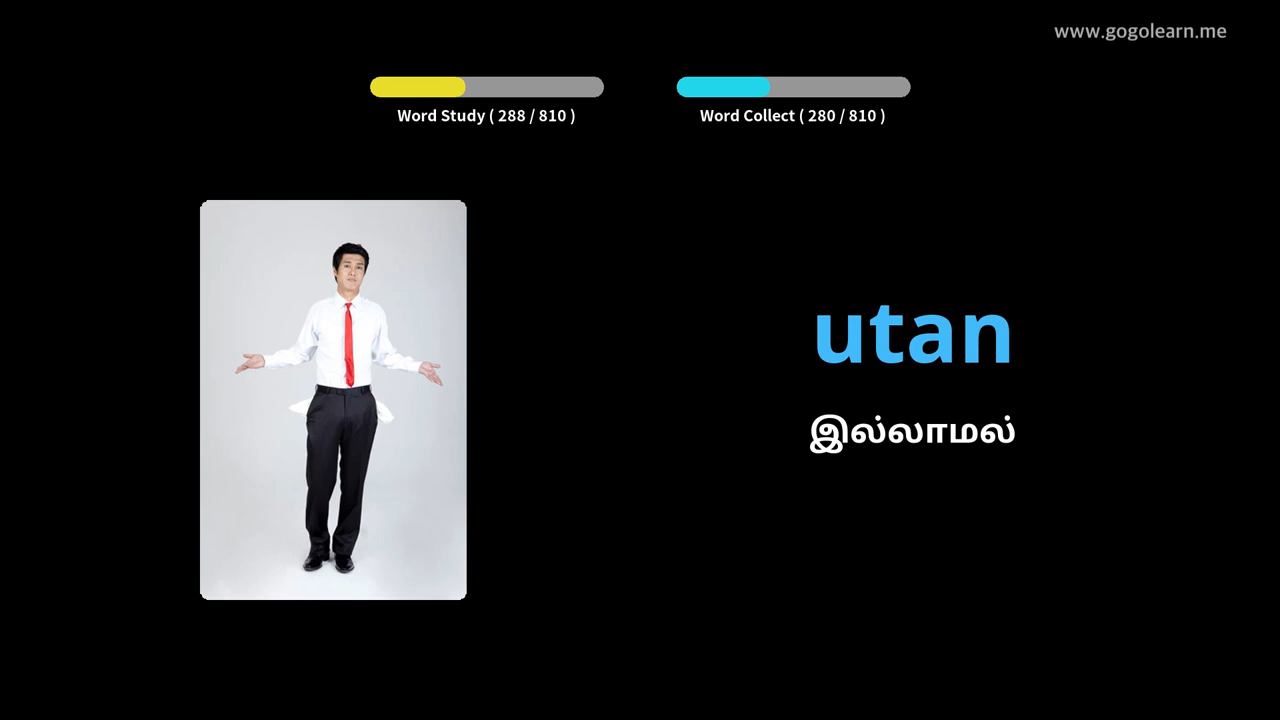 www.gogolearn.me
Word Study ( 288 / 810 )
Word Collect ( 280 / 810 )
utan
இல்லாமல்